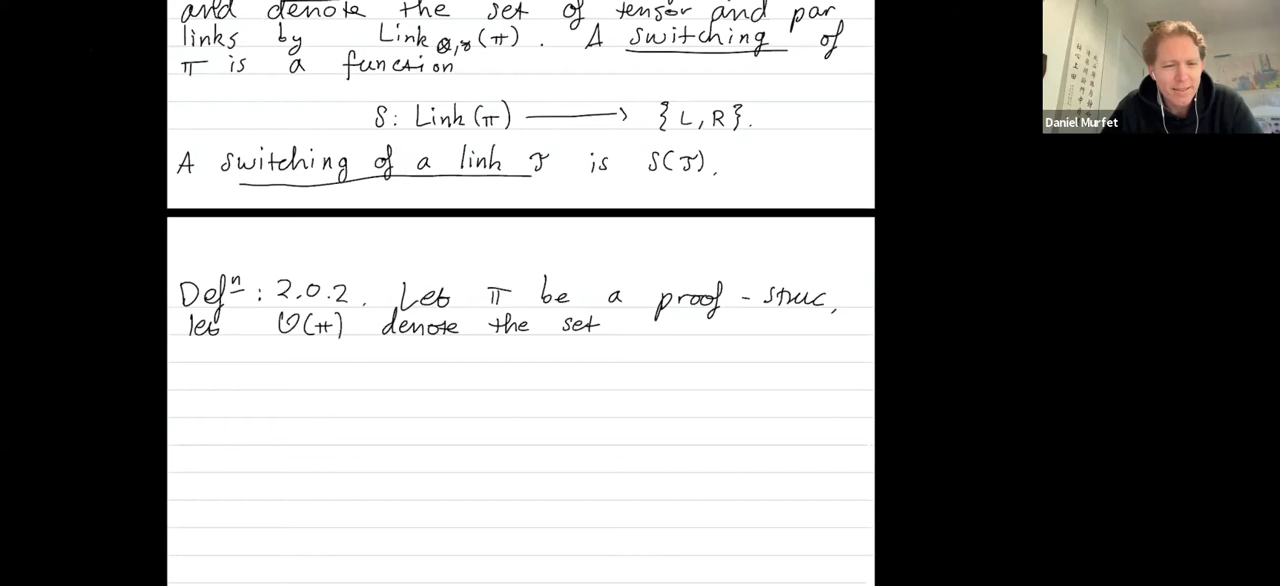 and denote the set of tensor and par
links by Link⊗,⅋(π). A switching of
π is a function
S: Link(π) ⟶ {L, R}.
A switching of a link τ is S(τ).
Defⁿ: 2.0.2. Let π be a proof-struc,
let O(π) denote the set
Daniel Murfet